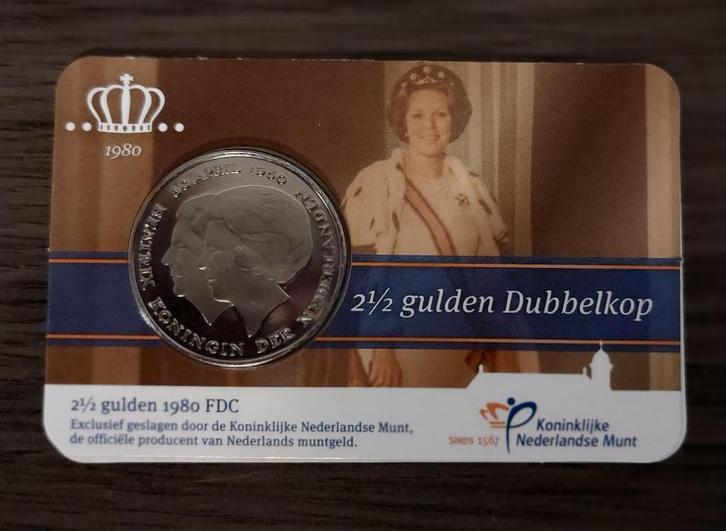 1980
30 APRIL 1980
BEATRIX KONINGIN DER NEDERLANDEN
2½ gulden Dubbelkop
2½ gulden 1980 FDC
Exclusief geslagen door de Koninklijke Nederlandse Munt,
de officiële producent van Nederlands muntgeld.
SINDS 1567
Koninklijke
Nederlandse Munt